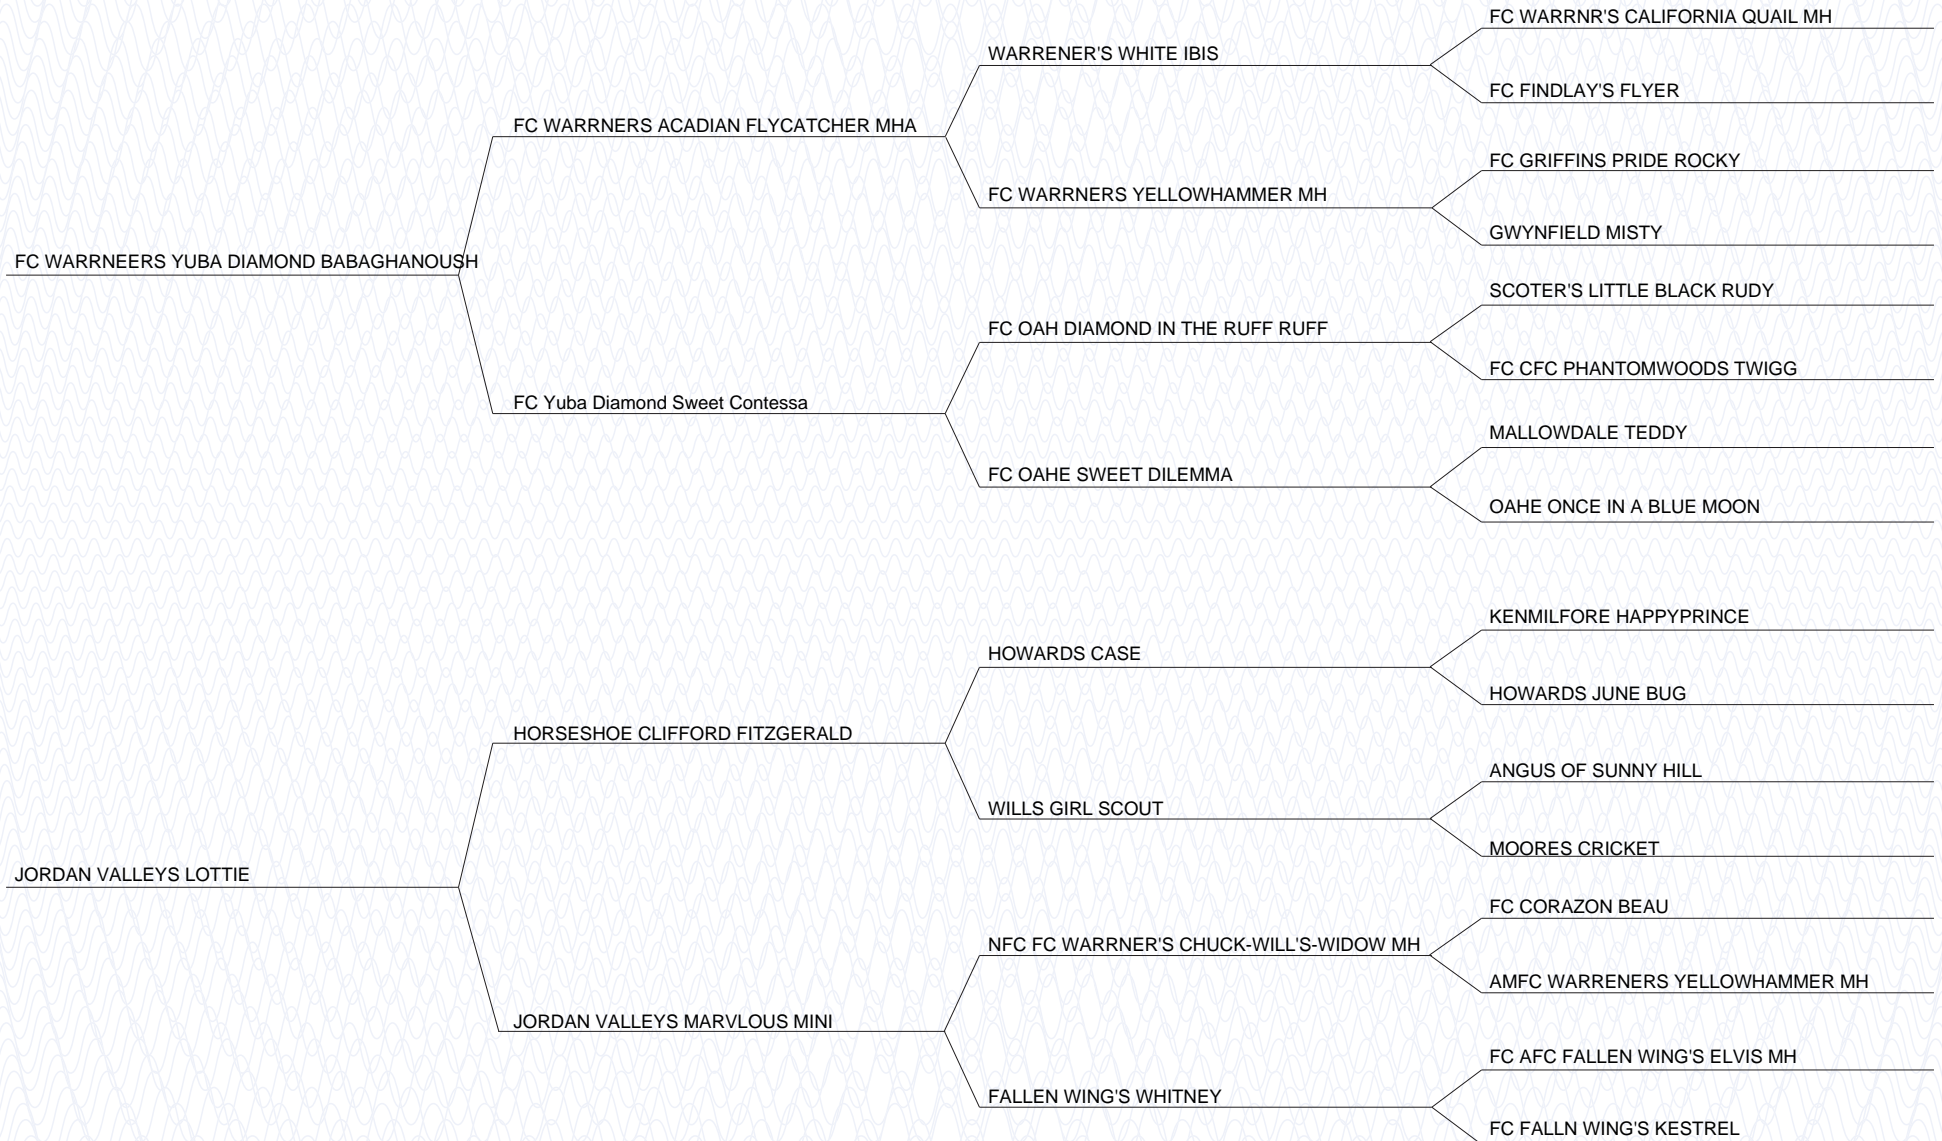 FC WARRNR'S CALIFORNIA QUAIL MH
WARRENER'S WHITE IBIS
FC FINDLAY'S FLYER
FC WARRNERS ACADIAN FLYCATCHER MHA
FC GRIFFINS PRIDE ROCKY
FC WARRNERS YELLOWHAMMER MH
GWYNFIELD MISTY
FC WARRNEERS YUBA DIAMOND BABAGHANOUSH
SCOTER'S LITTLE BLACK RUDY
FC OAH DIAMOND IN THE RUFF RUFF
FC CFC PHANTOMWOODS TWIGG
FC Yuba Diamond Sweet Contessa
MALLOWDALE TEDDY
FC OAHE SWEET DILEMMA
OAHE ONCE IN A BLUE MOON
KENMILFORE HAPPYPRINCE
HOWARDS CASE
HOWARDS JUNE BUG
HORSESHOE CLIFFORD FITZGERALD
ANGUS OF SUNNY HILL
WILLS GIRL SCOUT
MOORES CRICKET
JORDAN VALLEYS LOTTIE
FC CORAZON BEAU
NFC FC WARRNER'S CHUCK-WILL'S-WIDOW MH
AMFC WARRENERS YELLOWHAMMER MH
JORDAN VALLEYS MARVLOUS MINI
FC AFC FALLEN WING'S ELVIS MH
FALLEN WING'S WHITNEY
FC FALLN WING'S KESTREL